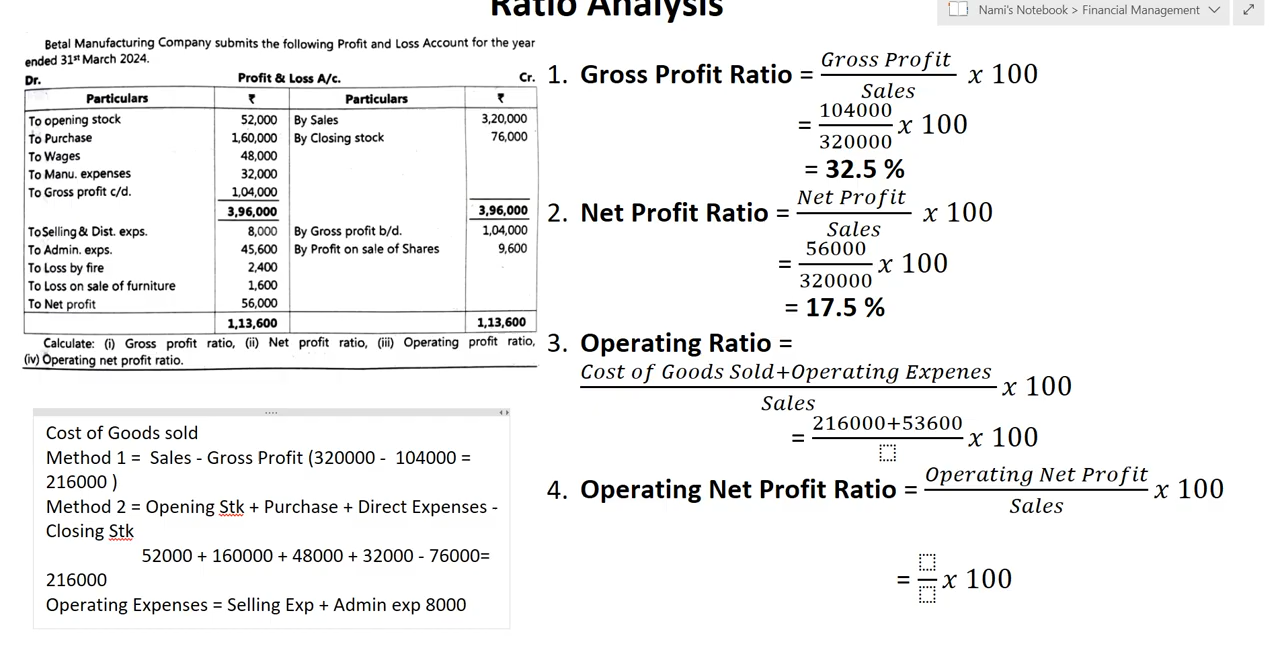 Ratio Analysis
Nami's Notebook > Financial Management
Betal Manufacturing Company submits the following Profit and Loss Account for the year
ended 31st March 2024.
Dr. Profit & Loss A/c. Cr.
Particulars ₹ Particulars ₹
To opening stock 52,000 By Sales 3,20,000
To Purchase 1,60,000 By Closing stock 76,000
To Wages 48,000
To Manu. expenses 32,000
To Gross profit c/d. 1,04,000
3,96,000 3,96,000
To Selling & Dist. exps. 8,000 By Gross profit b/d. 1,04,000
To Admin. exps. 45,600 By Profit on sale of Shares 9,600
To Loss by fire 2,400
To Loss on sale of furniture 1,600
To Net profit 56,000
1,13,600 1,13,600
Calculate: (i) Gross profit ratio, (ii) Net profit ratio, (iii) Operating profit ratio,
(iv) Operating net profit ratio.
Cost of Goods sold
Method 1 = Sales - Gross Profit (320000 - 104000 =
216000 )
Method 2 = Opening Stk + Purchase + Direct Expenses -
Closing Stk
52000 + 160000 + 48000 + 32000 - 76000=
216000
Operating Expenses = Selling Exp + Admin exp 8000
1. Gross Profit Ratio = Gross Profit / Sales x 100
= 104000 / 320000 x 100
= 32.5 %
2. Net Profit Ratio = Net Profit / Sales x 100
= 56000 / 320000 x 100
= 17.5 %
3. Operating Ratio =
Cost of Goods Sold+Operating Expenes / Sales x 100
= 216000+53600 / x 100
4. Operating Net Profit Ratio = Operating Net Profit / Sales x 100
= / x 100